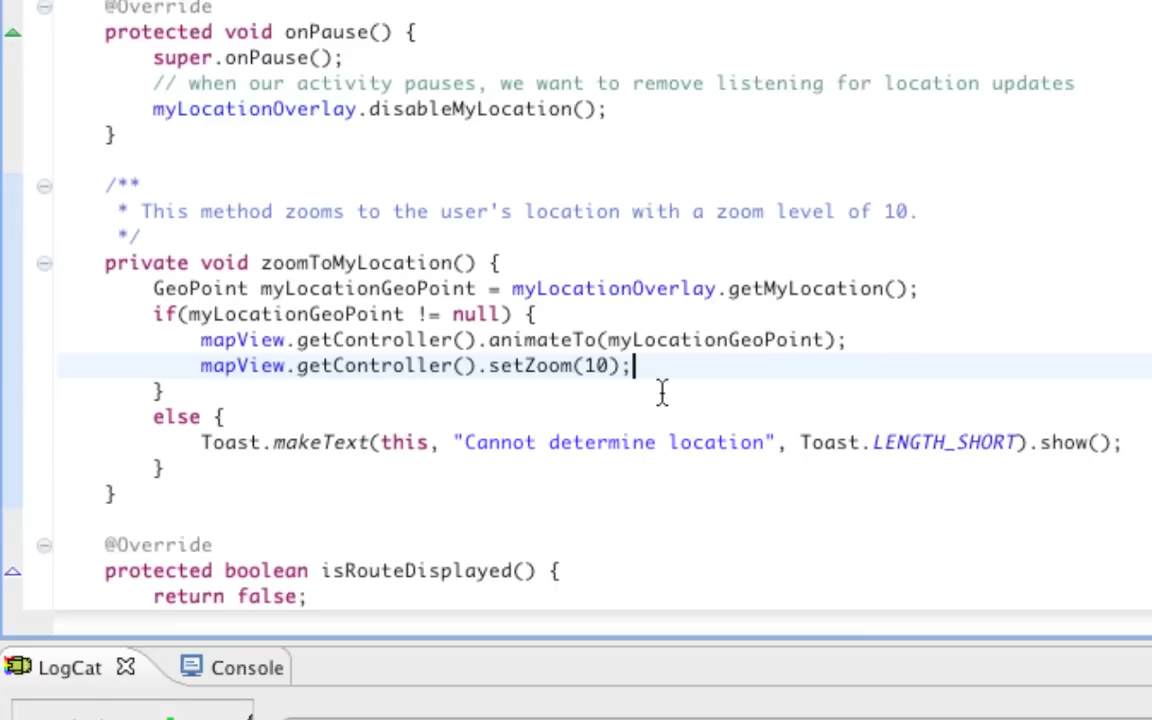 @Override
protected void onPause() {
super.onPause();
// when our activity pauses, we want to remove listening for location updates
myLocationOverlay.disableMyLocation();
}
/**
* This method zooms to the user's location with a zoom level of 10.
*/
private void zoomToMyLocation() {
GeoPoint myLocationGeoPoint = myLocationOverlay.getMyLocation();
if(myLocationGeoPoint != null) {
mapView.getController().animateTo(myLocationGeoPoint);
mapView.getController().setZoom(10);
}
else {
Toast.makeText(this, "Cannot determine location", Toast.LENGTH_SHORT).show();
}
}
@Override
protected boolean isRouteDisplayed() {
return false;
LogCat Console